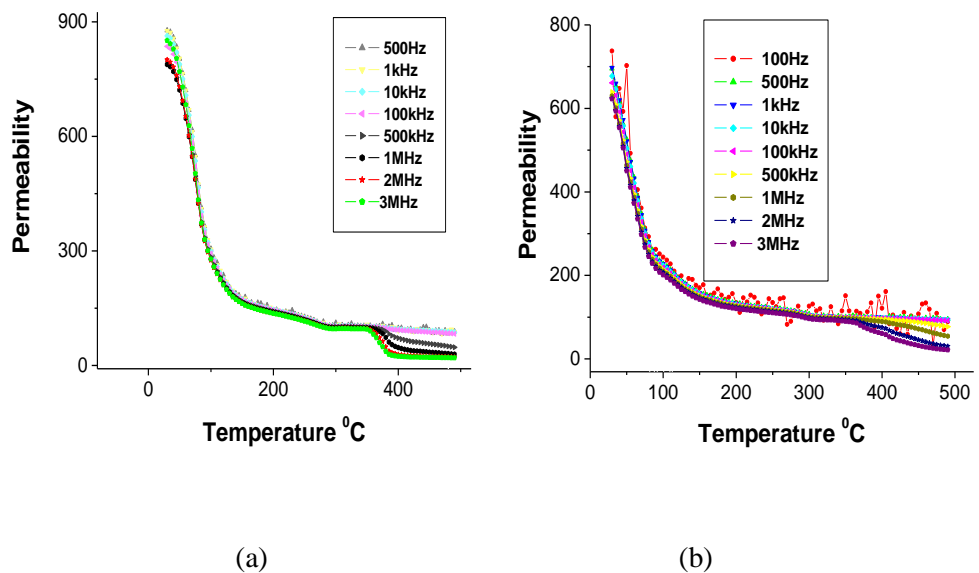 900
600
300
0
Permeability
0
200
400
Temperature ⁰C
500Hz
1kHz
10kHz
100kHz
500kHz
1MHz
2MHz
3MHz
(a)
800
600
400
200
0
Permeability
0
100
200
300
400
500
Temperature ⁰C
100Hz
500Hz
1kHz
10kHz
100kHz
500kHz
1MHz
2MHz
3MHz
(b)